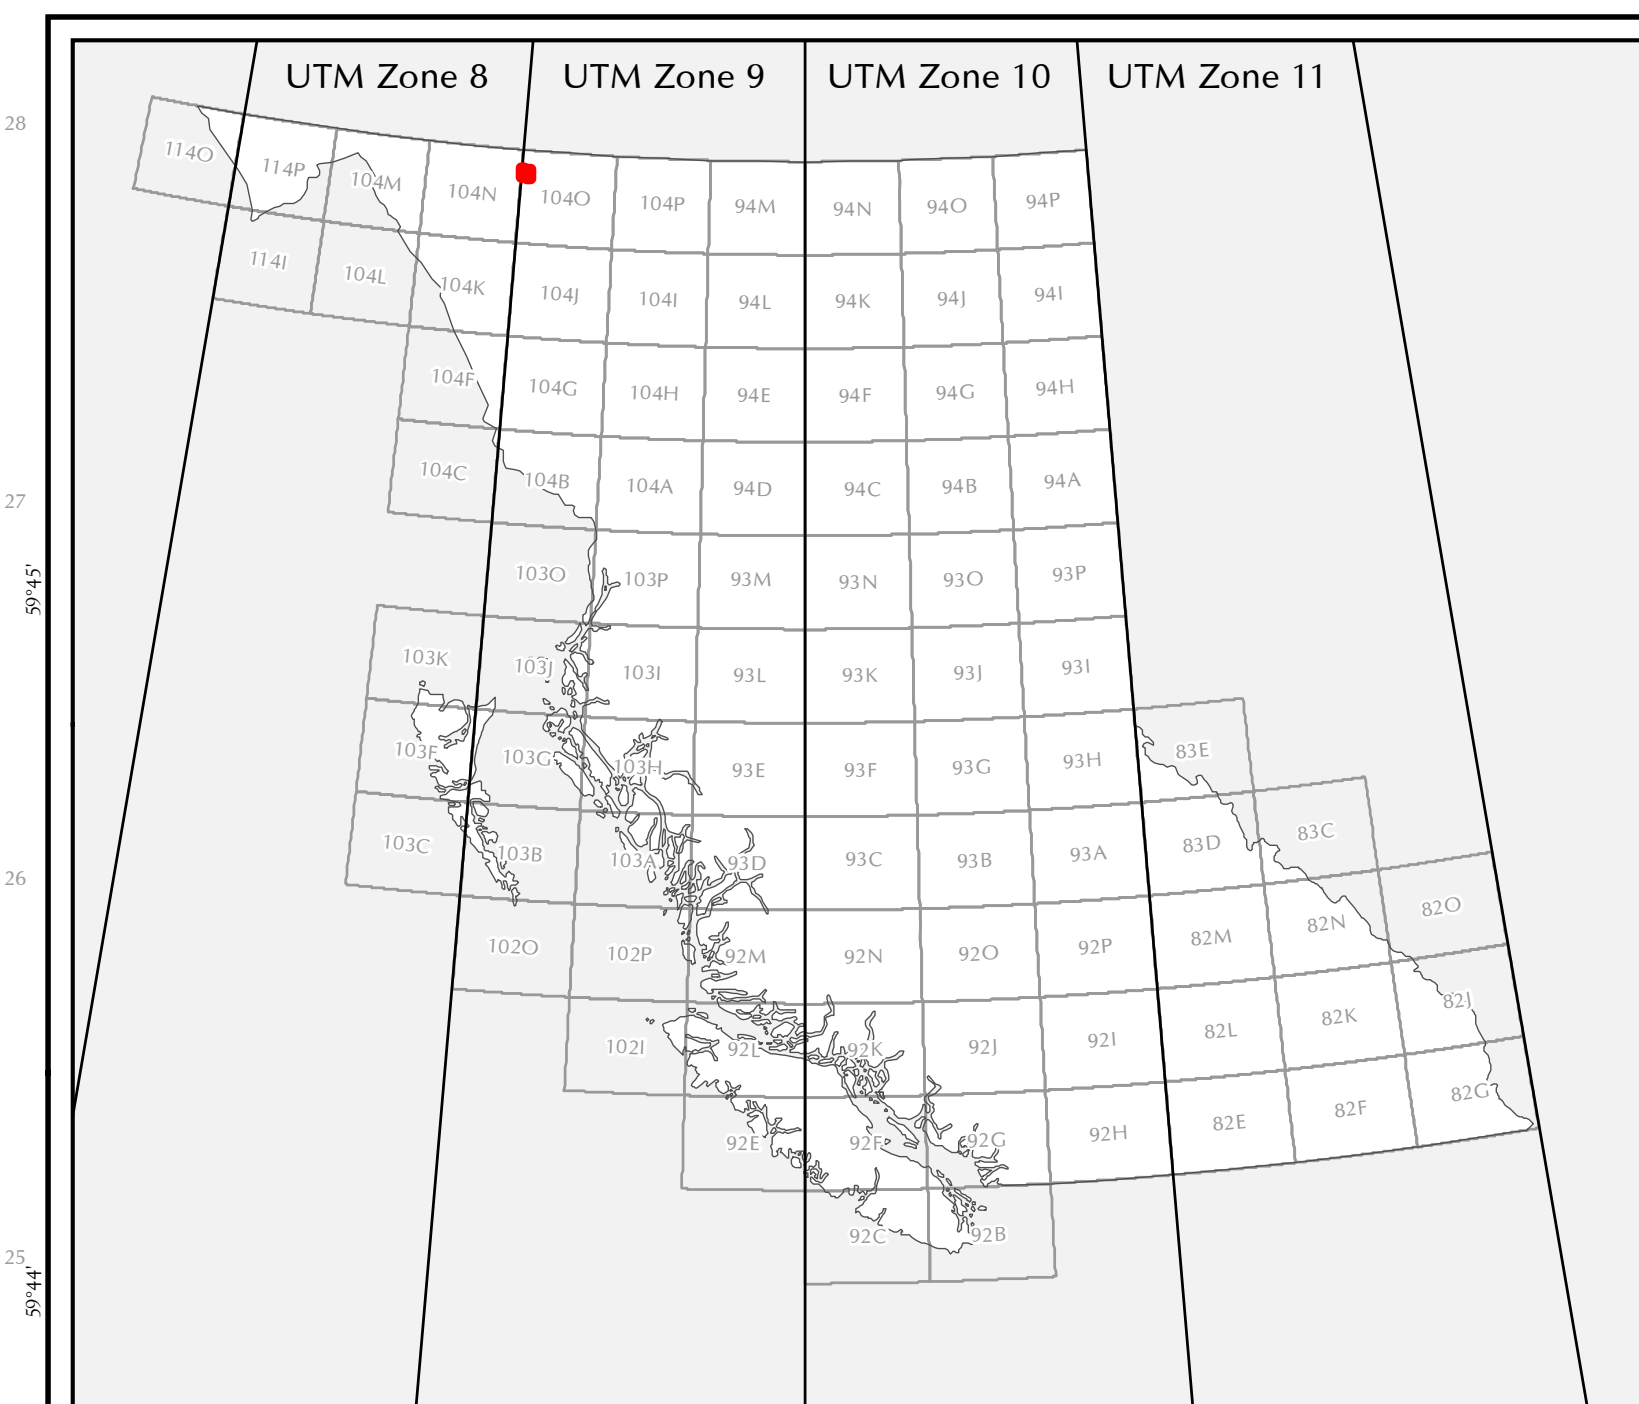 UTM Zone 8 UTM Zone 9 UTM Zone 10 UTM Zone 11
28
114O 114P 104M 104N 104O 104P 94M 94N 94O 94P
114I 104L 104K 104J 104I 94L 94K 94J 94I
104F 104G 104H 94E 94F 94G 94H
104C 104B 104A 94D 94C 94B 94A
27
103O 103P 93M 93N 93O 93P
59°45'
103K 103J 103I 93L 93K 93J 93I
103F 103G 103H 93E 93F 93G 93H 83E
103C 103B 103A 93D 93C 93B 93A 83D 83C
26
102O 102P 92M 92N 92O 92P 82M 82N 82O
102I 92L 92K 92J 92I 82L 82K 82J
92E 92F 92G 92H 82E 82F 82G
92C 92B
25
59°44'